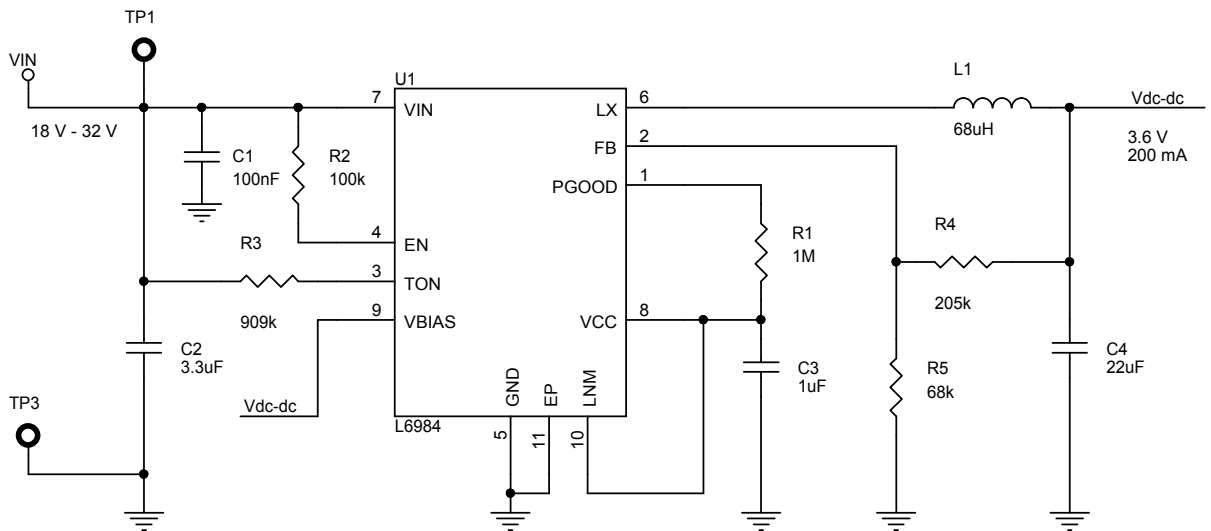 TP1
VIN
18 V - 32 V
C1
100nF
R2
100k
R3
909k
C2
3.3uF
TP3
Vdc-dc
U1
7
VIN
4
EN
3
TON
9
VBIAS
LX
6
FB
2
PGOOD
1
VCC
8
GND
EP
LNM
5
11
10
L6984
L1
68uH
Vdc-dc
3.6 V
200 mA
R1
1M
R4
205k
C3
1uF
R5
68k
C4
22uF